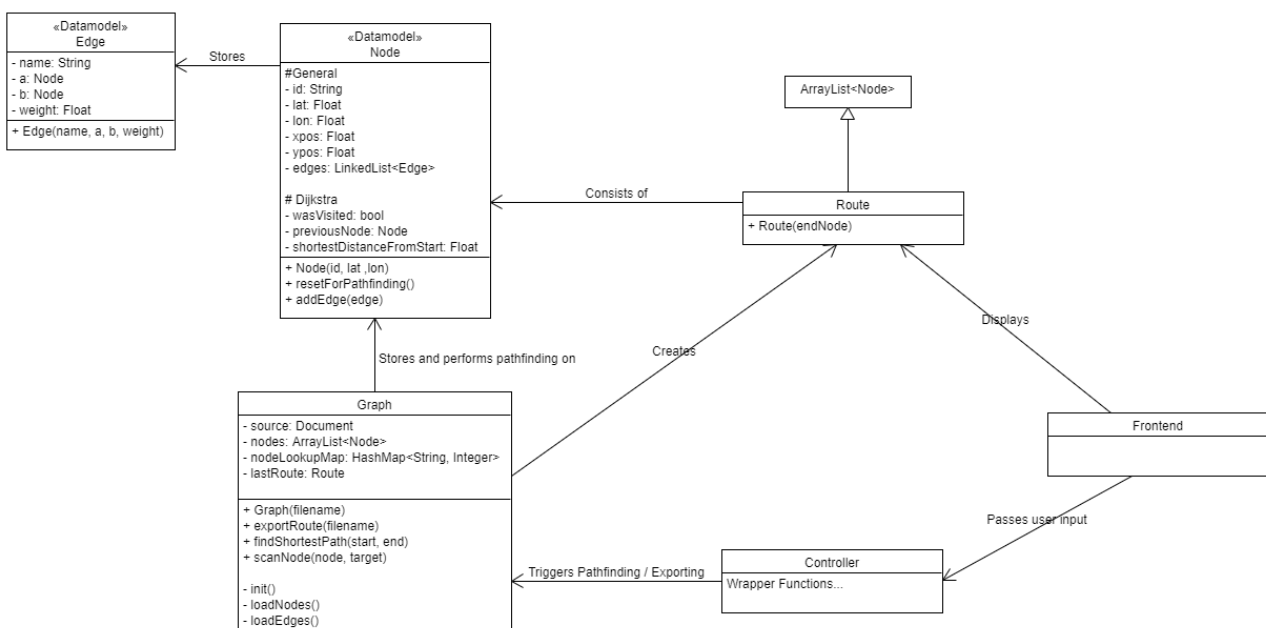 «Datamodel»
Edge
- name: String
- a: Node
- b: Node
- weight: Float
+ Edge(name, a, b, weight)
Stores
«Datamodel»
Node
#General
- id: String
- lat: Float
- lon: Float
- xpos: Float
- ypos: Float
- edges: LinkedList<Edge>
# Dijkstra
- wasVisited: bool
- previousNode: Node
- shortestDistanceFromStart: Float
+ Node(id, lat ,lon)
+ resetForPathfinding()
+ addEdge(edge)
ArrayList<Node>
Consists of
Route
+ Route(endNode)
Stores and performs pathfinding on
Creates
Displays
Graph
- source: Document
- nodes: ArrayList<Node>
- nodeLookupMap: HashMap<String, Integer>
- lastRoute: Route
+ Graph(filename)
+ exportRoute(filename)
+ findShortestPath(start, end)
+ scanNode(node, target)
- init()
- loadNodes()
- loadEdges()
Frontend
Passes user input
Triggers Pathfinding / Exporting
Controller
Wrapper Functions...